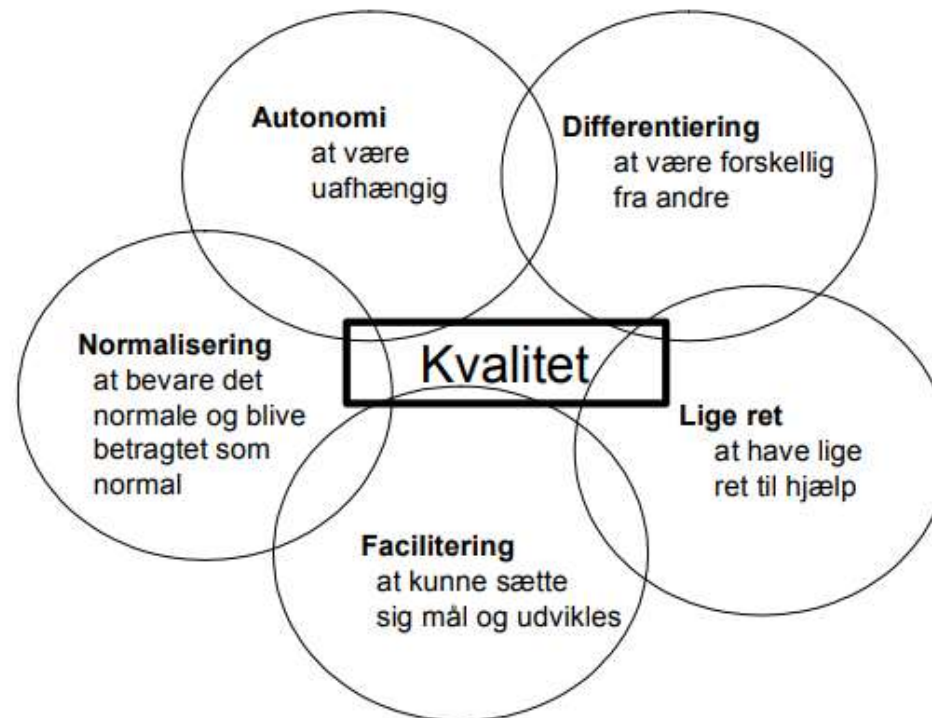 Autonomi
at være
uafhængig
Differentiering
at være forskellig
fra andre
Normalisering
at bevare det
normale og blive
betragtet som
normal
Kvalitet
Lige ret
at have lige
ret til hjælp
Facilitering
at kunne sætte
sig mål og udvikles